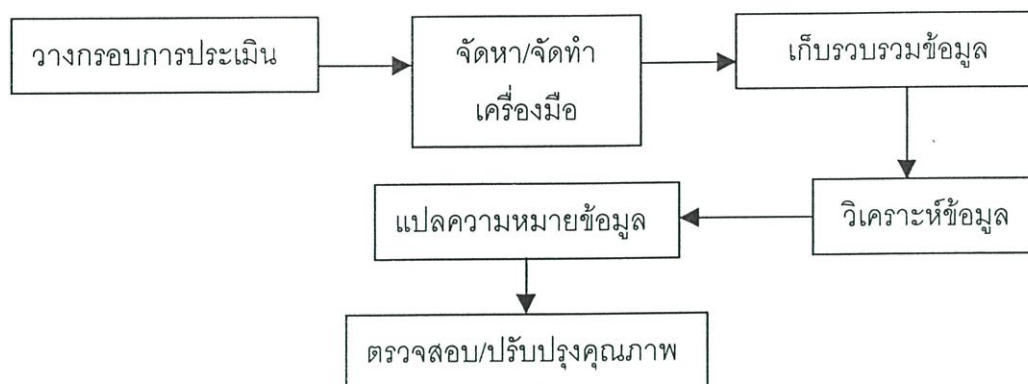 วางกรอบการประเมิน
จัดหา/จัดทำ
เครื่องมือ
เก็บรวบรวมข้อมูล
วิเคราะห์ข้อมูล
แปลความหมายข้อมูล
ตรวจสอบ/ปรับปรุงคุณภาพ